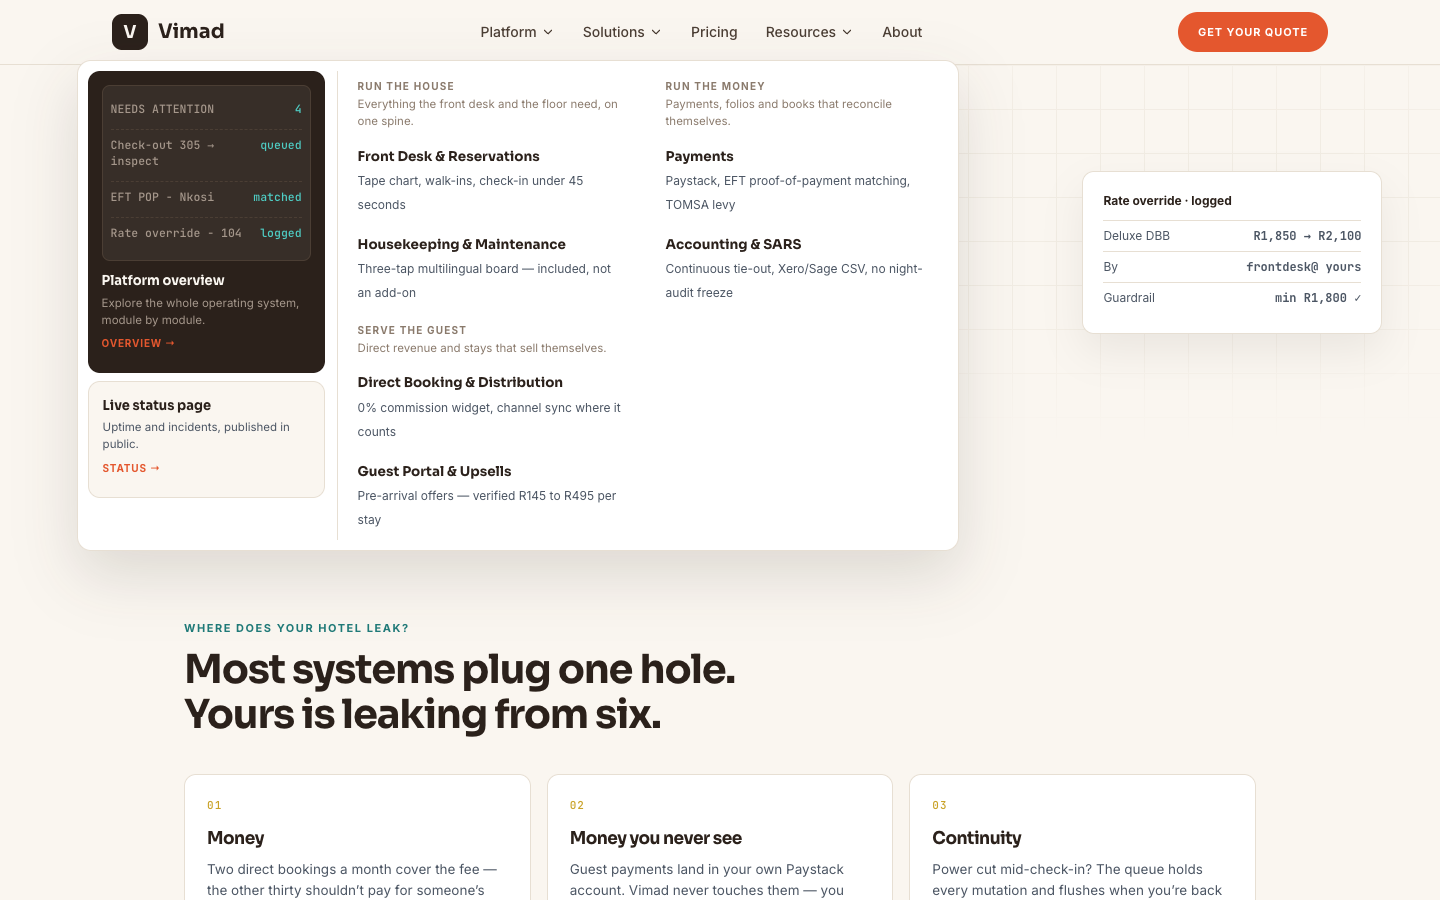 V Vimad
Platform
Solutions
Pricing
Resources
About
GET YOUR QUOTE
NEEDS ATTENTION 4
Check-out 305 → queued
inspect
EFT POP - Nkosi matched
Rate override - 104 logged
Platform overview
Explore the whole operating system,
module by module.
OVERVIEW →
Live status page
Uptime and incidents, published in
public.
STATUS →
RUN THE HOUSE
Everything the front desk and the floor need, on
one spine.
Front Desk & Reservations
Tape chart, walk-ins, check-in under 45
seconds
Housekeeping & Maintenance
Three-tap multilingual board — included, not
an add-on
SERVE THE GUEST
Direct revenue and stays that sell themselves.
Direct Booking & Distribution
0% commission widget, channel sync where it
counts
Guest Portal & Upsells
Pre-arrival offers — verified R145 to R495 per
stay
RUN THE MONEY
Payments, folios and books that reconcile
themselves.
Payments
Paystack, EFT proof-of-payment matching,
TOMSA levy
Accounting & SARS
Continuous tie-out, Xero/Sage CSV, no night-
audit freeze
Rate override · logged
Deluxe DBB R1,850 → R2,100
By frontdesk@ yours
Guardrail min R1,800 ✓
WHERE DOES YOUR HOTEL LEAK?
Most systems plug one hole.
Yours is leaking from six.
01
Money
Two direct bookings a month cover the fee —
the other thirty shouldn’t pay for someone’s
02
Money you never see
Guest payments land in your own Paystack
account. Vimad never touches them — you
03
Continuity
Power cut mid-check-in? The queue holds
every mutation and flushes when you’re back